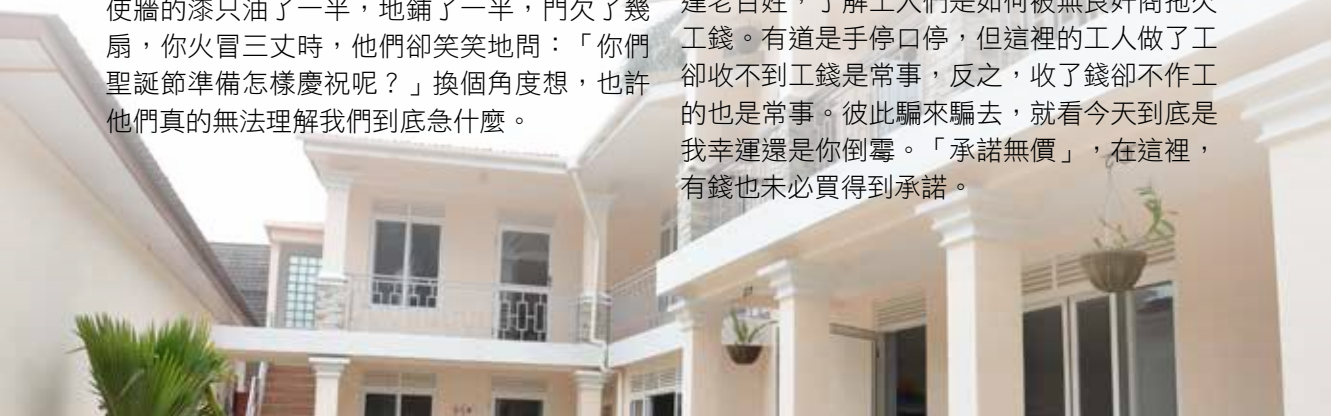 使牆的漆只油了一半，地鋪了一半，門欠了幾
扇，你火冒三丈時，他們卻笑笑地問：「你們
聖誕節準備怎樣慶祝呢？」換個角度想，也許
他們真的無法理解我們到底急什麼。
達老百姓，了解工人們是如何被無良奸商拖欠
工錢。有道是手停口停，但這裡的工人做了工
卻收不到工錢是常事，反之，收了錢卻不作工
的也是常事。彼此騙來騙去，就看今天到底是
我幸運還是你倒霉。「承諾無價」，在這裡，
有錢也未必買得到承諾。